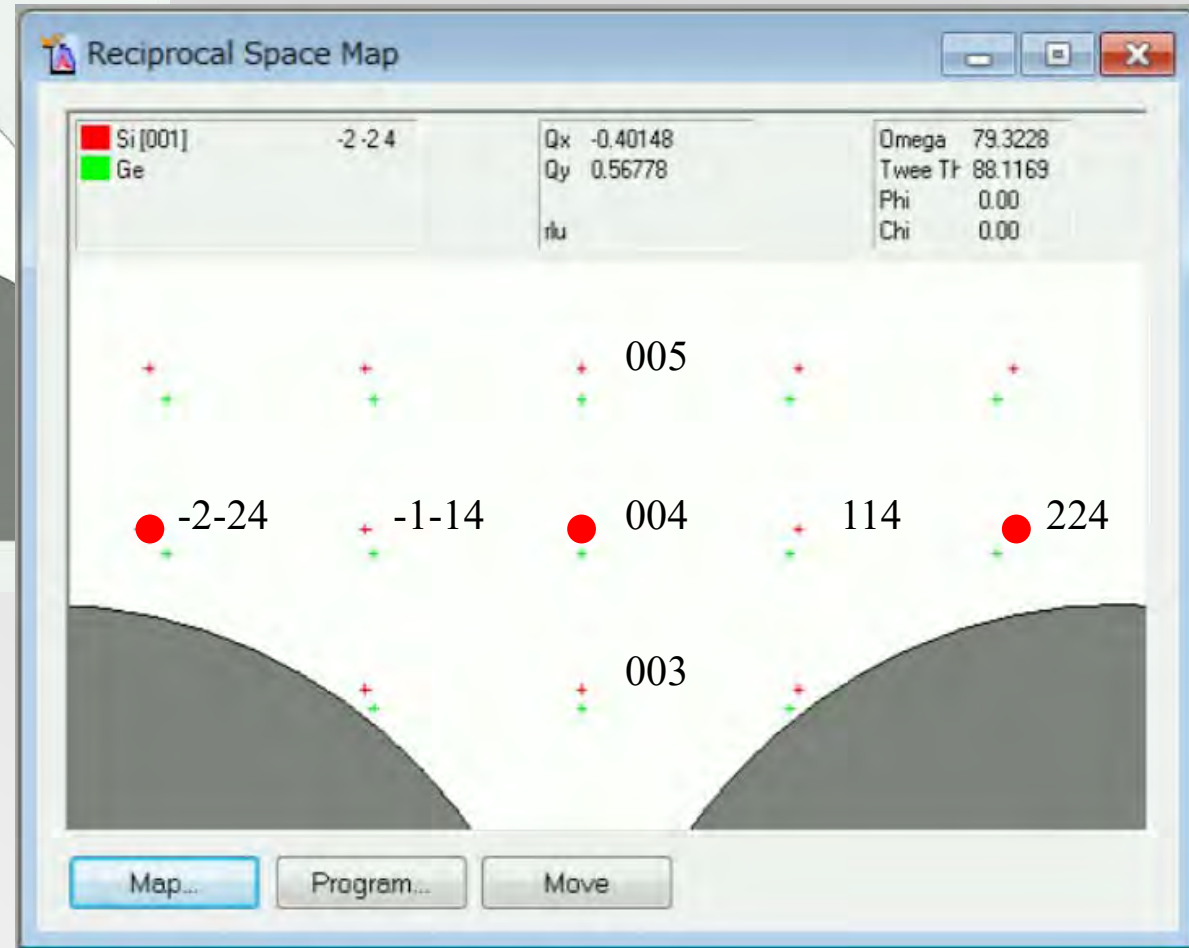 Reciprocal Space Map
Si [001] -2 -2 4
Ge
Qx -0.40148
Qy 0.56778
rlu
Omega 79.3228
Twee Th 88.1169
Phi 0.00
Chi 0.00
005
-2-24 -1-14 004 114 224
003
Map... Program... Move